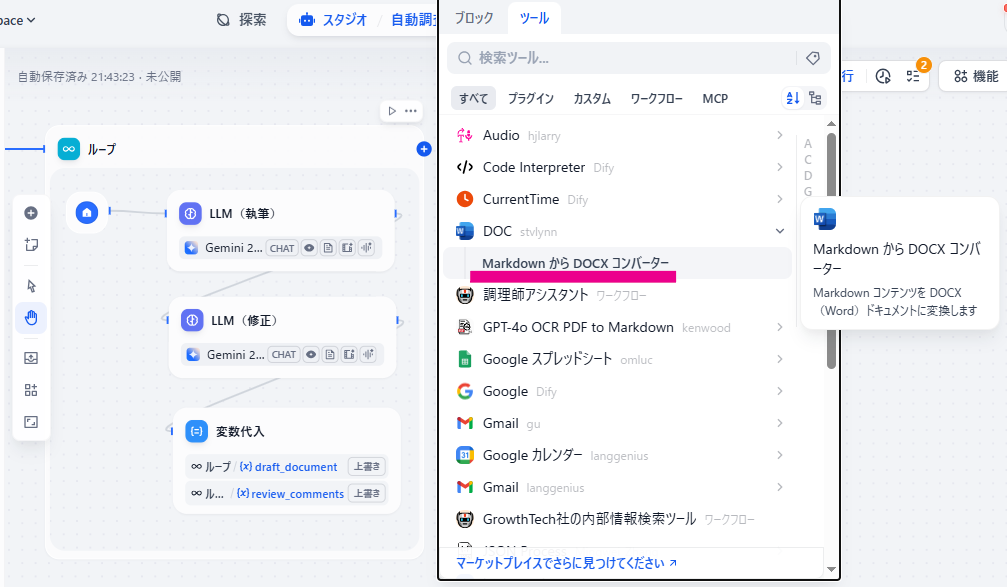 pace
探索
スタジオ / 自動調
自動保存済み 21:43:23 · 未公開
ループ
LLM（執筆）
Gemini 2... CHAT
LLM（修正）
Gemini 2... CHAT
変数代入
ループ / (x) draft_document 上書き
ル... / (x) review_comments 上書き
ブロック ツール
検索ツール...
すべて プラグイン カスタム ワークフロー MCP
Audio hjlarry
Code Interpreter Dify
CurrentTime Dify
DOC stvlynn
Markdown から DOCX コンバーター
調理師アシスタント ワークフロー
GPT-4o OCR PDF to Markdown kenwood
Google スプレッドシート omluc
Google Dify
Gmail gu
Google カレンダー langgenius
Gmail langgenius
GrowthTech社の内部情報検索ツール ワークフロー
マーケットプレイスでさらに見つけてください
A
C
D
G
行
2
機能
Markdown から DOCX コンバ
ーター
Markdown コンテンツを DOCX
（Word）ドキュメントに変換します